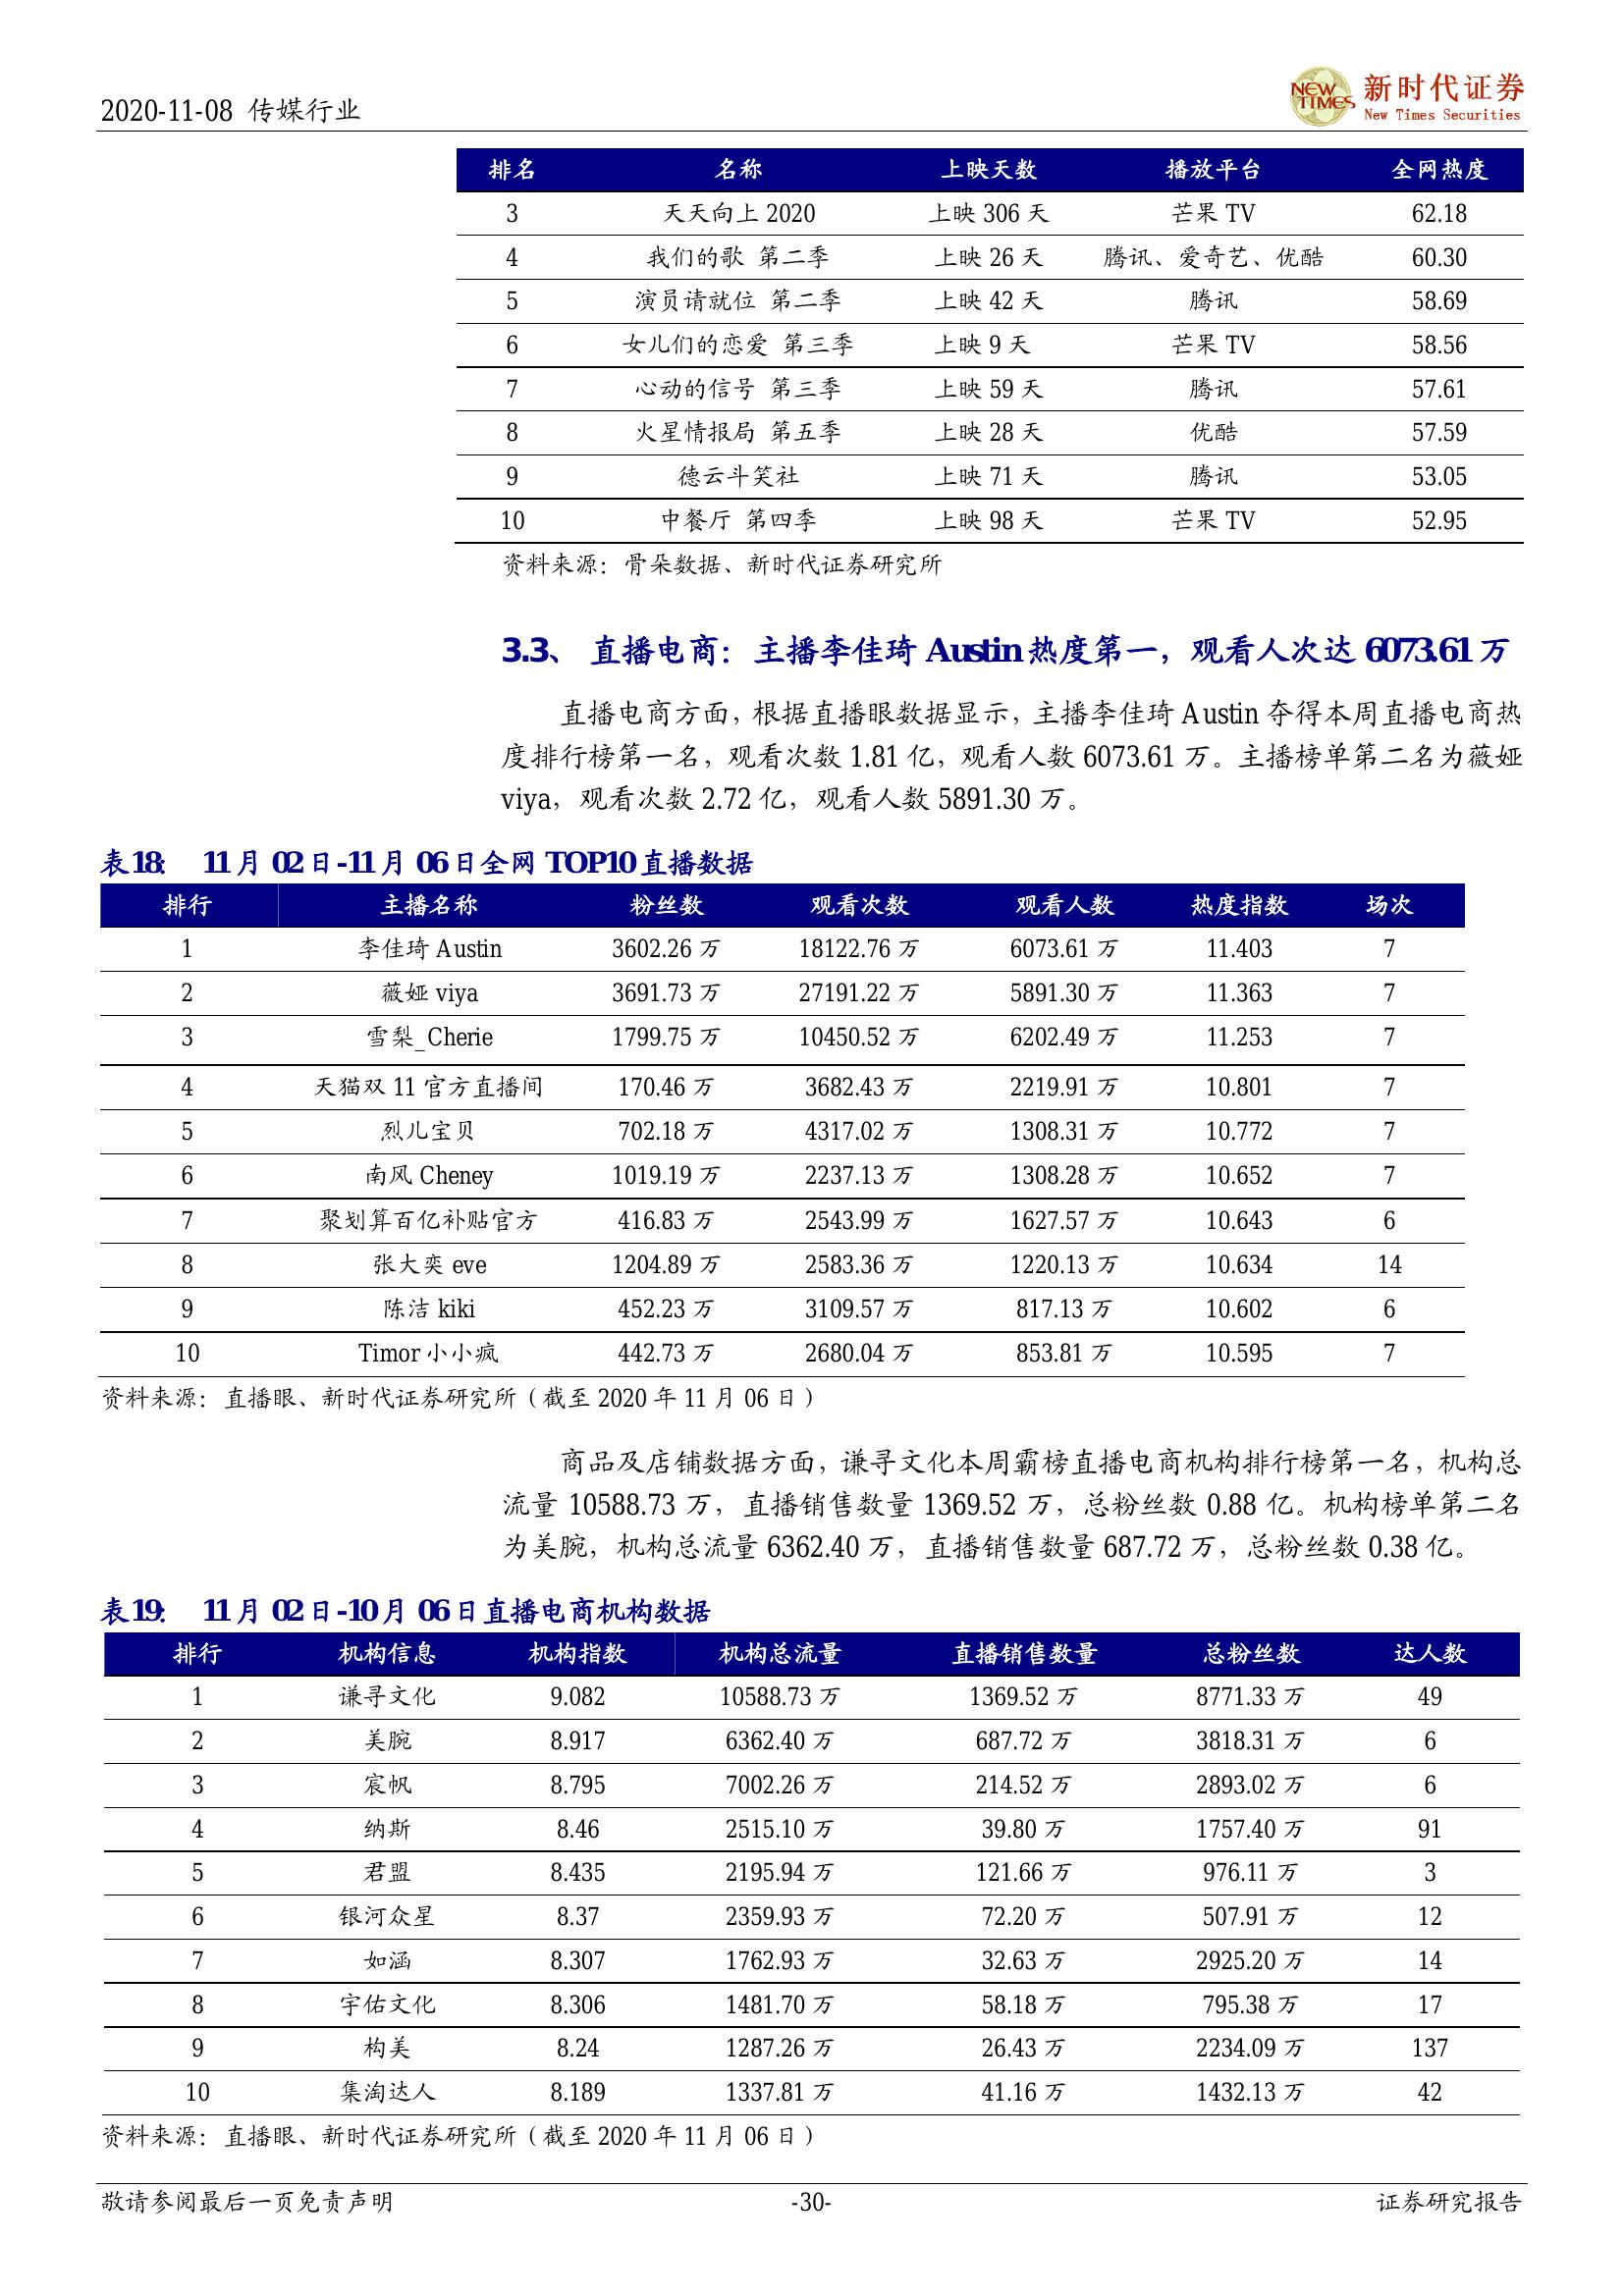 2020-11-08 传媒行业
NEW TIMES
新时代证券
New Times Securities
排名 名称 上映天数 播放平台 全网热度
3 天天向上 2020 上映 306 天 芒果 TV 62.18
4 我们的歌 第二季 上映 26 天 腾讯、爱奇艺、优酷 60.30
5 演员请就位 第二季 上映 42 天 腾讯 58.69
6 女儿们的恋爱 第三季 上映 9 天 芒果 TV 58.56
7 心动的信号 第三季 上映 59 天 腾讯 57.61
8 火星情报局 第五季 上映 28 天 优酷 57.59
9 德云斗笑社 上映 71 天 腾讯 53.05
10 中餐厅 第四季 上映 98 天 芒果 TV 52.95
资料来源：骨朵数据、新时代证券研究所
3.3、 直播电商：主播李佳琦 Austin 热度第一，观看人次达 6073.61 万
直播电商方面，根据直播眼数据显示，主播李佳琦 Austin 夺得本周直播电商热
度排行榜第一名，观看次数 1.81 亿，观看人数 6073.61 万。主播榜单第二名为薇娅
viya，观看次数 2.72 亿，观看人数 5891.30 万。
表18： 11 月 02 日-11 月 06 日全网 TOP10 直播数据
排行 主播名称 粉丝数 观看次数 观看人数 热度指数 场次
1 李佳琦 Austin 3602.26 万 18122.76 万 6073.61 万 11.403 7
2 薇娅 viya 3691.73 万 27191.22 万 5891.30 万 11.363 7
3 雪梨_Cherie 1799.75 万 10450.52 万 6202.49 万 11.253 7
4 天猫双 11 官方直播间 170.46 万 3682.43 万 2219.91 万 10.801 7
5 烈儿宝贝 702.18 万 4317.02 万 1308.31 万 10.772 7
6 南风 Cheney 1019.19 万 2237.13 万 1308.28 万 10.652 7
7 聚划算百亿补贴官方 416.83 万 2543.99 万 1627.57 万 10.643 6
8 张大奕 eve 1204.89 万 2583.36 万 1220.13 万 10.634 14
9 陈洁 kiki 452.23 万 3109.57 万 817.13 万 10.602 6
10 Timor 小小疯 442.73 万 2680.04 万 853.81 万 10.595 7
资料来源：直播眼、新时代证券研究所（截至 2020 年 11 月 06 日）
商品及店铺数据方面，谦寻文化本周霸榜直播电商机构排行榜第一名，机构总
流量 10588.73 万，直播销售数量 1369.52 万，总粉丝数 0.88 亿。机构榜单第二名
为美腕，机构总流量 6362.40 万，直播销售数量 687.72 万，总粉丝数 0.38 亿。
表19： 11 月 02 日-10 月 06 日直播电商机构数据
排行 机构信息 机构指数 机构总流量 直播销售数量 总粉丝数 达人数
1 谦寻文化 9.082 10588.73 万 1369.52 万 8771.33 万 49
2 美腕 8.917 6362.40 万 687.72 万 3818.31 万 6
3 宸帆 8.795 7002.26 万 214.52 万 2893.02 万 6
4 纳斯 8.46 2515.10 万 39.80 万 1757.40 万 91
5 君盟 8.435 2195.94 万 121.66 万 976.11 万 3
6 银河众星 8.37 2359.93 万 72.20 万 507.91 万 12
7 如涵 8.307 1762.93 万 32.63 万 2925.20 万 14
8 宇佑文化 8.306 1481.70 万 58.18 万 795.38 万 17
9 构美 8.24 1287.26 万 26.43 万 2234.09 万 137
10 集淘达人 8.189 1337.81 万 41.16 万 1432.13 万 42
资料来源：直播眼、新时代证券研究所（截至 2020 年 11 月 06 日）
敬请参阅最后一页免责声明 -30- 证券研究报告